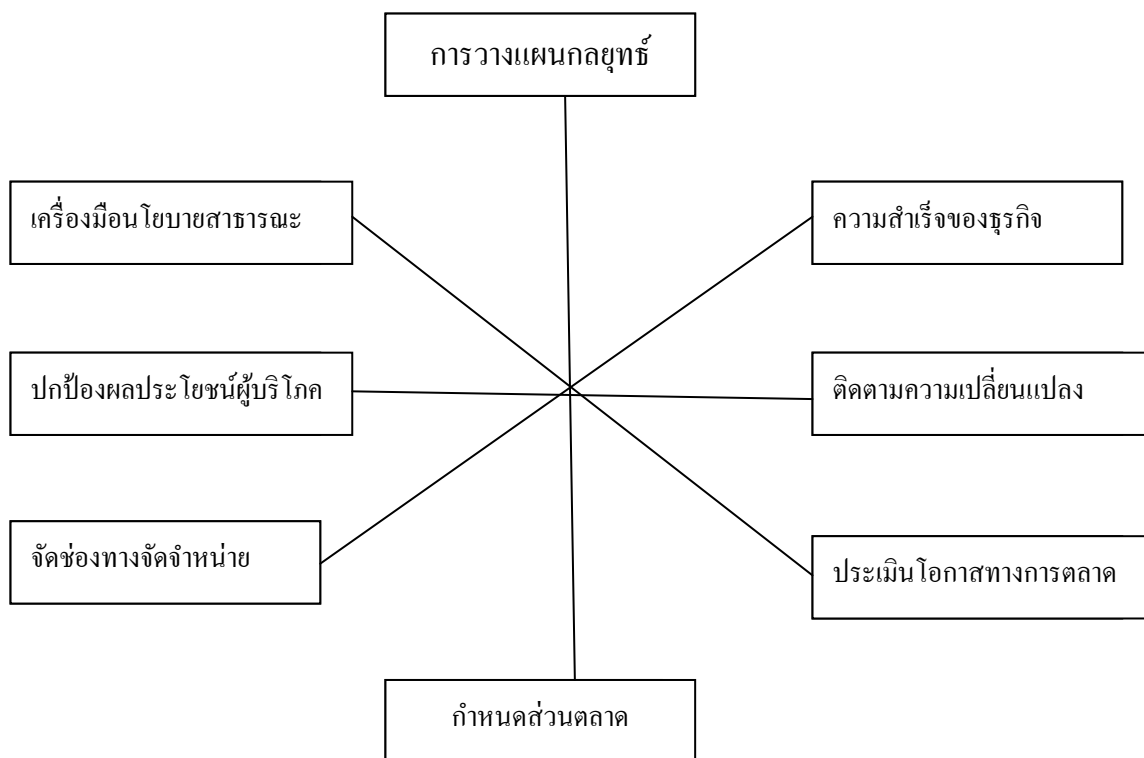 การวางแผนกลยุทธ์
เครื่องมือนโยบายสาธารณะ
ความสำเร็จของธุรกิจ
ปกป้องผลประโยชน์ผู้บริโภค
ติดตามความเปลี่ยนแปลง
จัดช่องทางจัดจำหน่าย
ประเมินโอกาสทางการตลาด
กำหนดส่วนตลาด